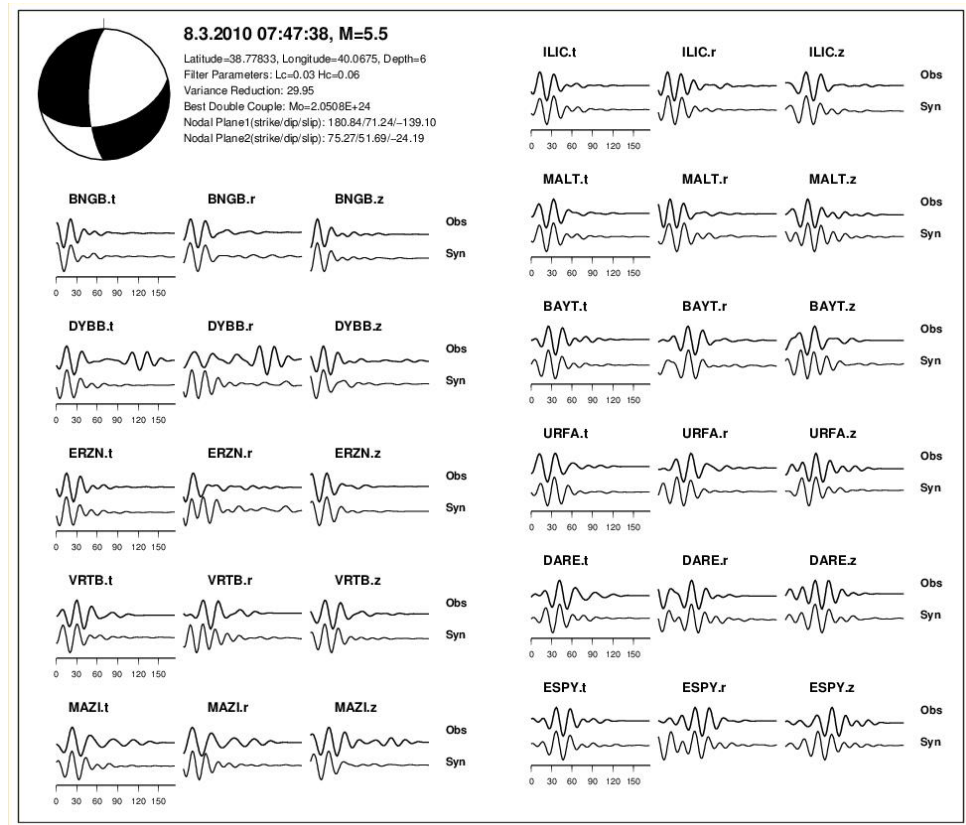 8.3.2010 07:47:38, M=5.5
Latitude=38.77833, Longitude=40.0675, Depth=6
Filter Parameters: Lc=0.03 Hc=0.06
Variance Reduction: 29.95
Best Double Couple: Mo=2.0508E+24
Nodal Plane1(strike/dip/slip): 180.84/71.24/−139.10
Nodal Plane2(strike/dip/slip): 75.27/51.69/−24.19
BNGB.t BNGB.r BNGB.z
Obs
Syn
0 30 60 90 120 150
DYBB.t DYBB.r DYBB.z
Obs
Syn
0 30 60 90 120 150
ERZN.t ERZN.r ERZN.z
Obs
Syn
0 30 60 90 120 150
VRTB.t VRTB.r VRTB.z
Obs
Syn
0 30 60 90 120 150
MAZI.t MAZI.r MAZI.z
Obs
Syn
0 30 60 90 120 150
ILIC.t ILIC.r ILIC.z
Obs
Syn
0 30 60 90 120 150
MALT.t MALT.r MALT.z
Obs
Syn
0 30 60 90 120 150
BAYT.t BAYT.r BAYT.z
Obs
Syn
0 30 60 90 120 150
URFA.t URFA.r URFA.z
Obs
Syn
0 30 60 90 120 150
DARE.t DARE.r DARE.z
Obs
Syn
0 30 60 90 120 150
ESPY.t ESPY.r ESPY.z
Obs
Syn
0 30 60 90 120 150